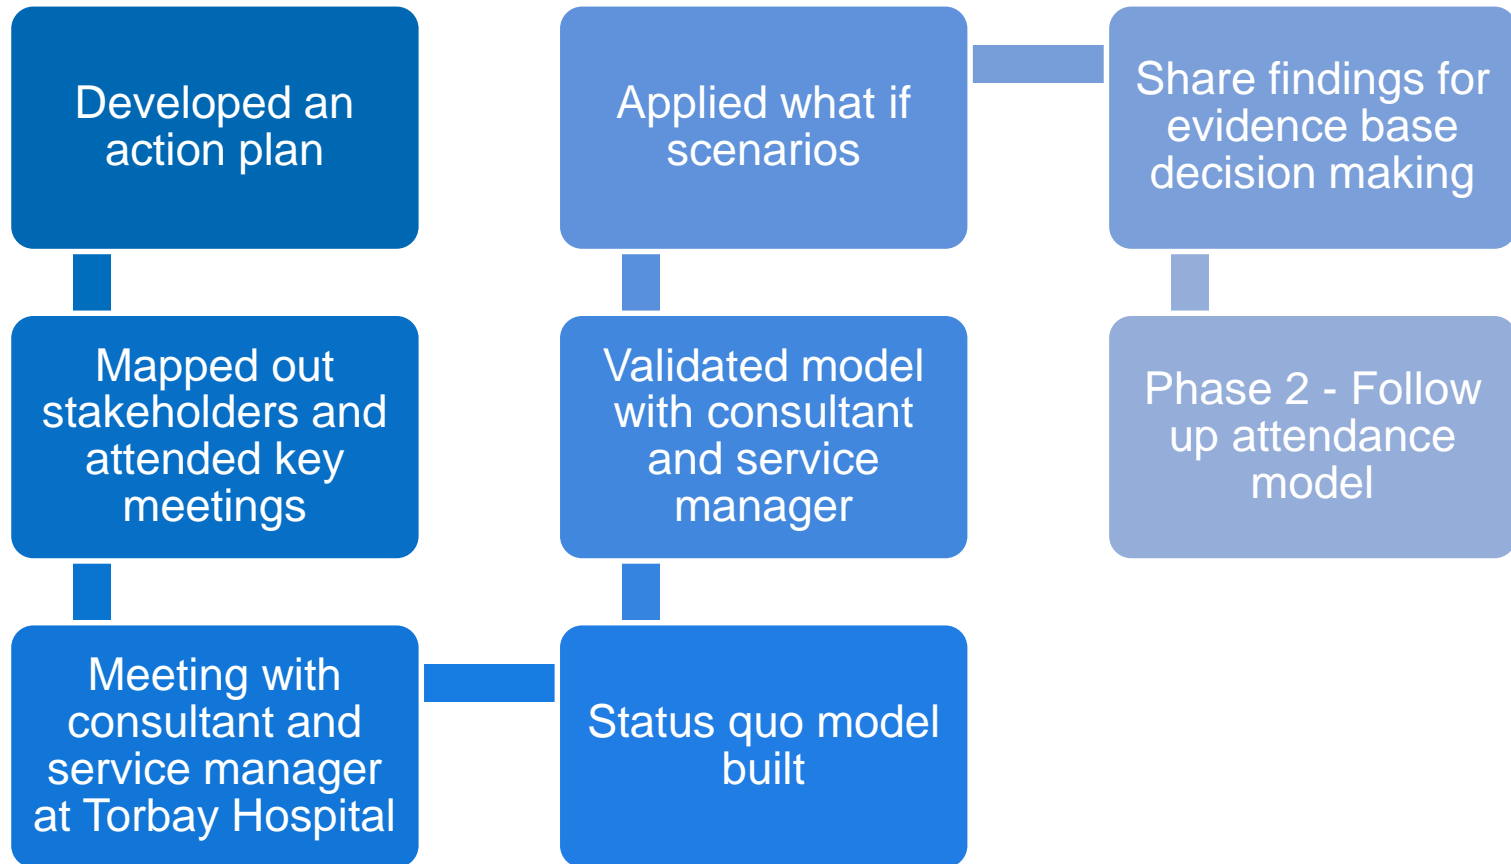 Developed an
action plan
Mapped out
stakeholders and
attended key
meetings
Meeting with
consultant and
service manager
at Torbay Hospital
Status quo model
built
Validated model
with consultant
and service
manager
Applied what if
scenarios
Share findings for
evidence base
decision making
Phase 2 - Follow
up attendance
model